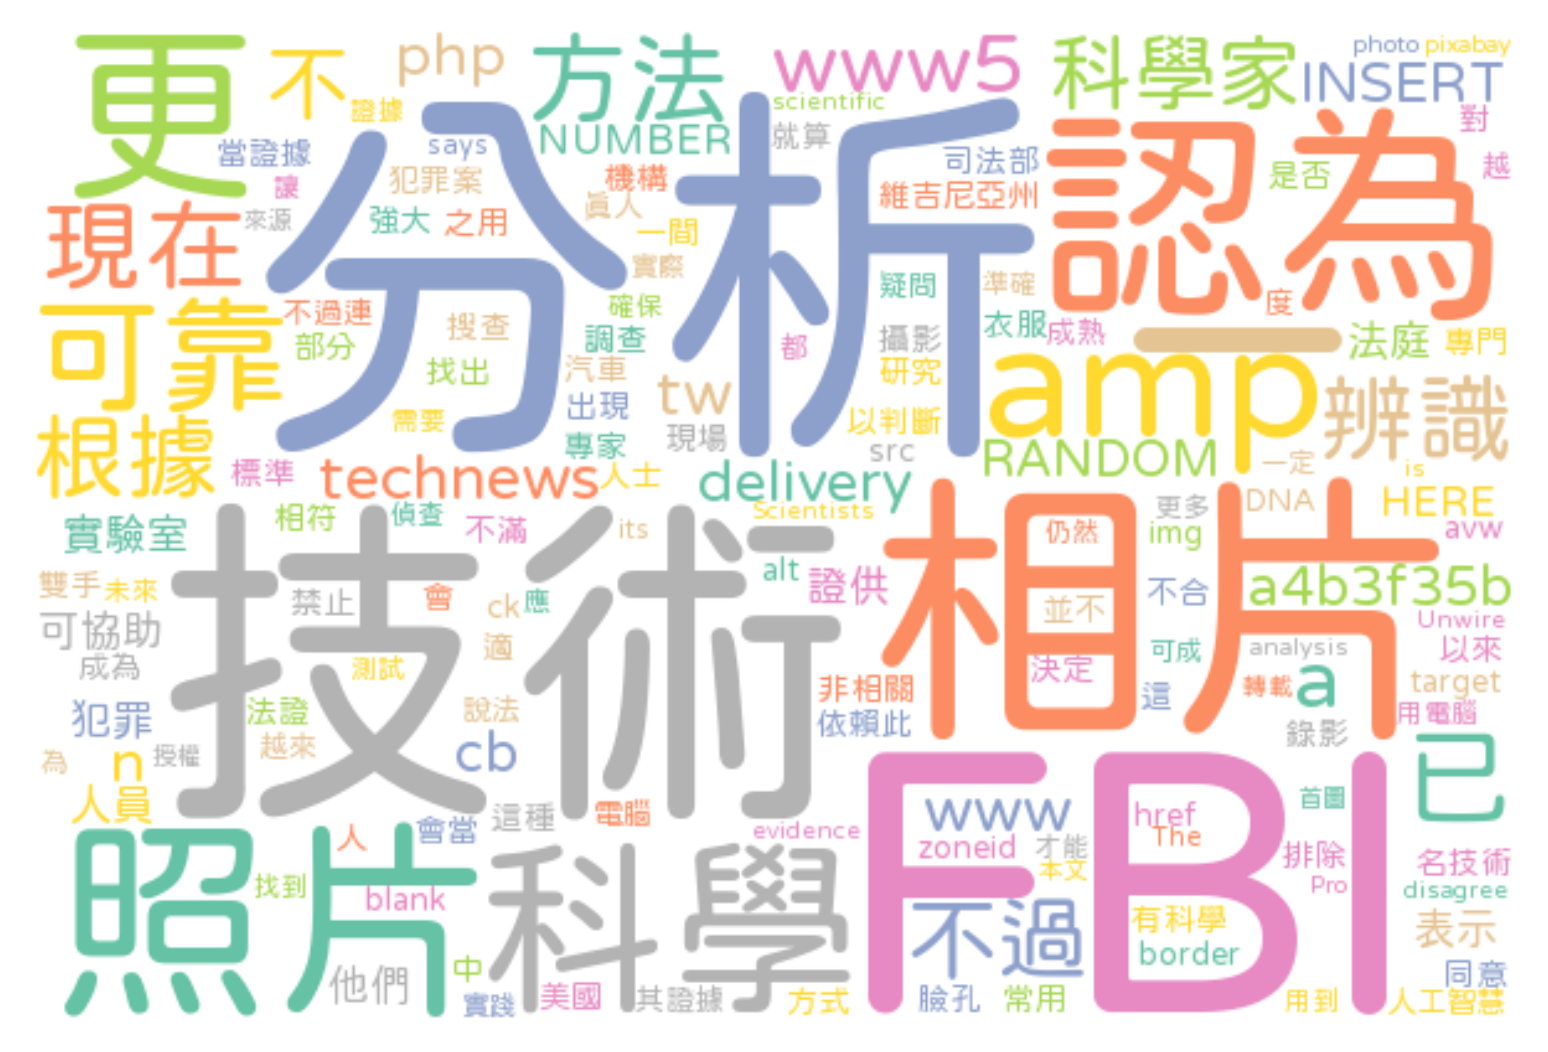 更 不 php 方法 www5 科學家 photo pixabay
INSERT
證據 scientific
當證據 says NUMBER 就算 對
讓 犯罪案 機構 司法部 認為 是否 越
現在 來源 強大 之用 眞人 維吉尼亞州
分析 一間
實際
可靠 不過連 搜查 確保 疑問 準確 度
部分 調查 都 攝影 衣服 成熟 一 法庭 專門
找出 汽車 研究 amp
根據 需要 出現 tw 以判斷 辨識
專家 現場 src RANDOM 一定 is
標準 technews 人士 delivery DNA HERE
實驗室 相符 偵查 不滿 its Scientists 仍然 更多 img avw
技術 相片
雙手 未來 禁止 會 ck 應 alt 證供 並不 不合 a4b3f35b
可協助 適 Unwire
成為 測試 決定 可成 analysis 以來
犯罪 法證 說法 非相關 這 轉載 a target
依賴此 用電腦
為 n 授權 越來 cb 錄影 已
人員 這種 電腦 FBI www href 首圖
照片 人 會當 evidence zoneid 才能 The 排除 名技術
找到 blank 科學 本文 Pro disagree
不過 有科學 表示
他們 中 border 同意
實踐 美國 其證據 方式 臉孔 常用 用到 人工智慧